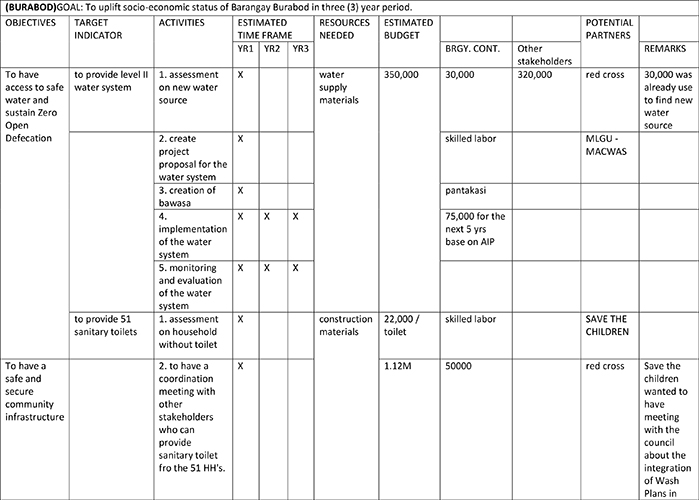 (BURABOD)GOAL: To uplift socio-economic status of Barangay Burabod in three (3) year period.
OBJECTIVES
TARGET
INDICATOR
ACTIVITIES
ESTIMATED
TIME FRAME
YR1
YR2
YR3
RESOURCES
NEEDED
ESTIMATED
BUDGET
BRGY. CONT.
Other
stakeholders
POTENTIAL
PARTNERS
REMARKS
To have
access to safe
water and
sustain Zero
Open
Defecation
to provide level II
water system
1. assessment
on new water
source
X
water
supply
materials
350,000
30,000
320,000
red cross
30,000 was
already use
to find new
water
source
2. create
project
proposal for the
water system
X
skilled labor
MLGU -
MACWAS
3. creation of
bawasa
X
pantakasi
4.
implementation
of the water
system
X
X
X
75,000 for the
next 5 yrs
base on AIP
5. monitoring
and evaluation
of the water
system
X
X
X
to provide 51
sanitary toilets
1. assessment
on household
without toilet
X
construction
materials
22,000 /
toilet
skilled labor
SAVE THE
CHILDREN
To have a
safe and
secure
community
infrastructure
2. to have a
coordination
meeting with
other
stakeholders
who can
provide
sanitary toilet
fro the 51 HH's.
X
1.12M
50000
red cross
Save the
children
wanted to
have
meeting
with the
council
about the
integration
of Wash
Plans in